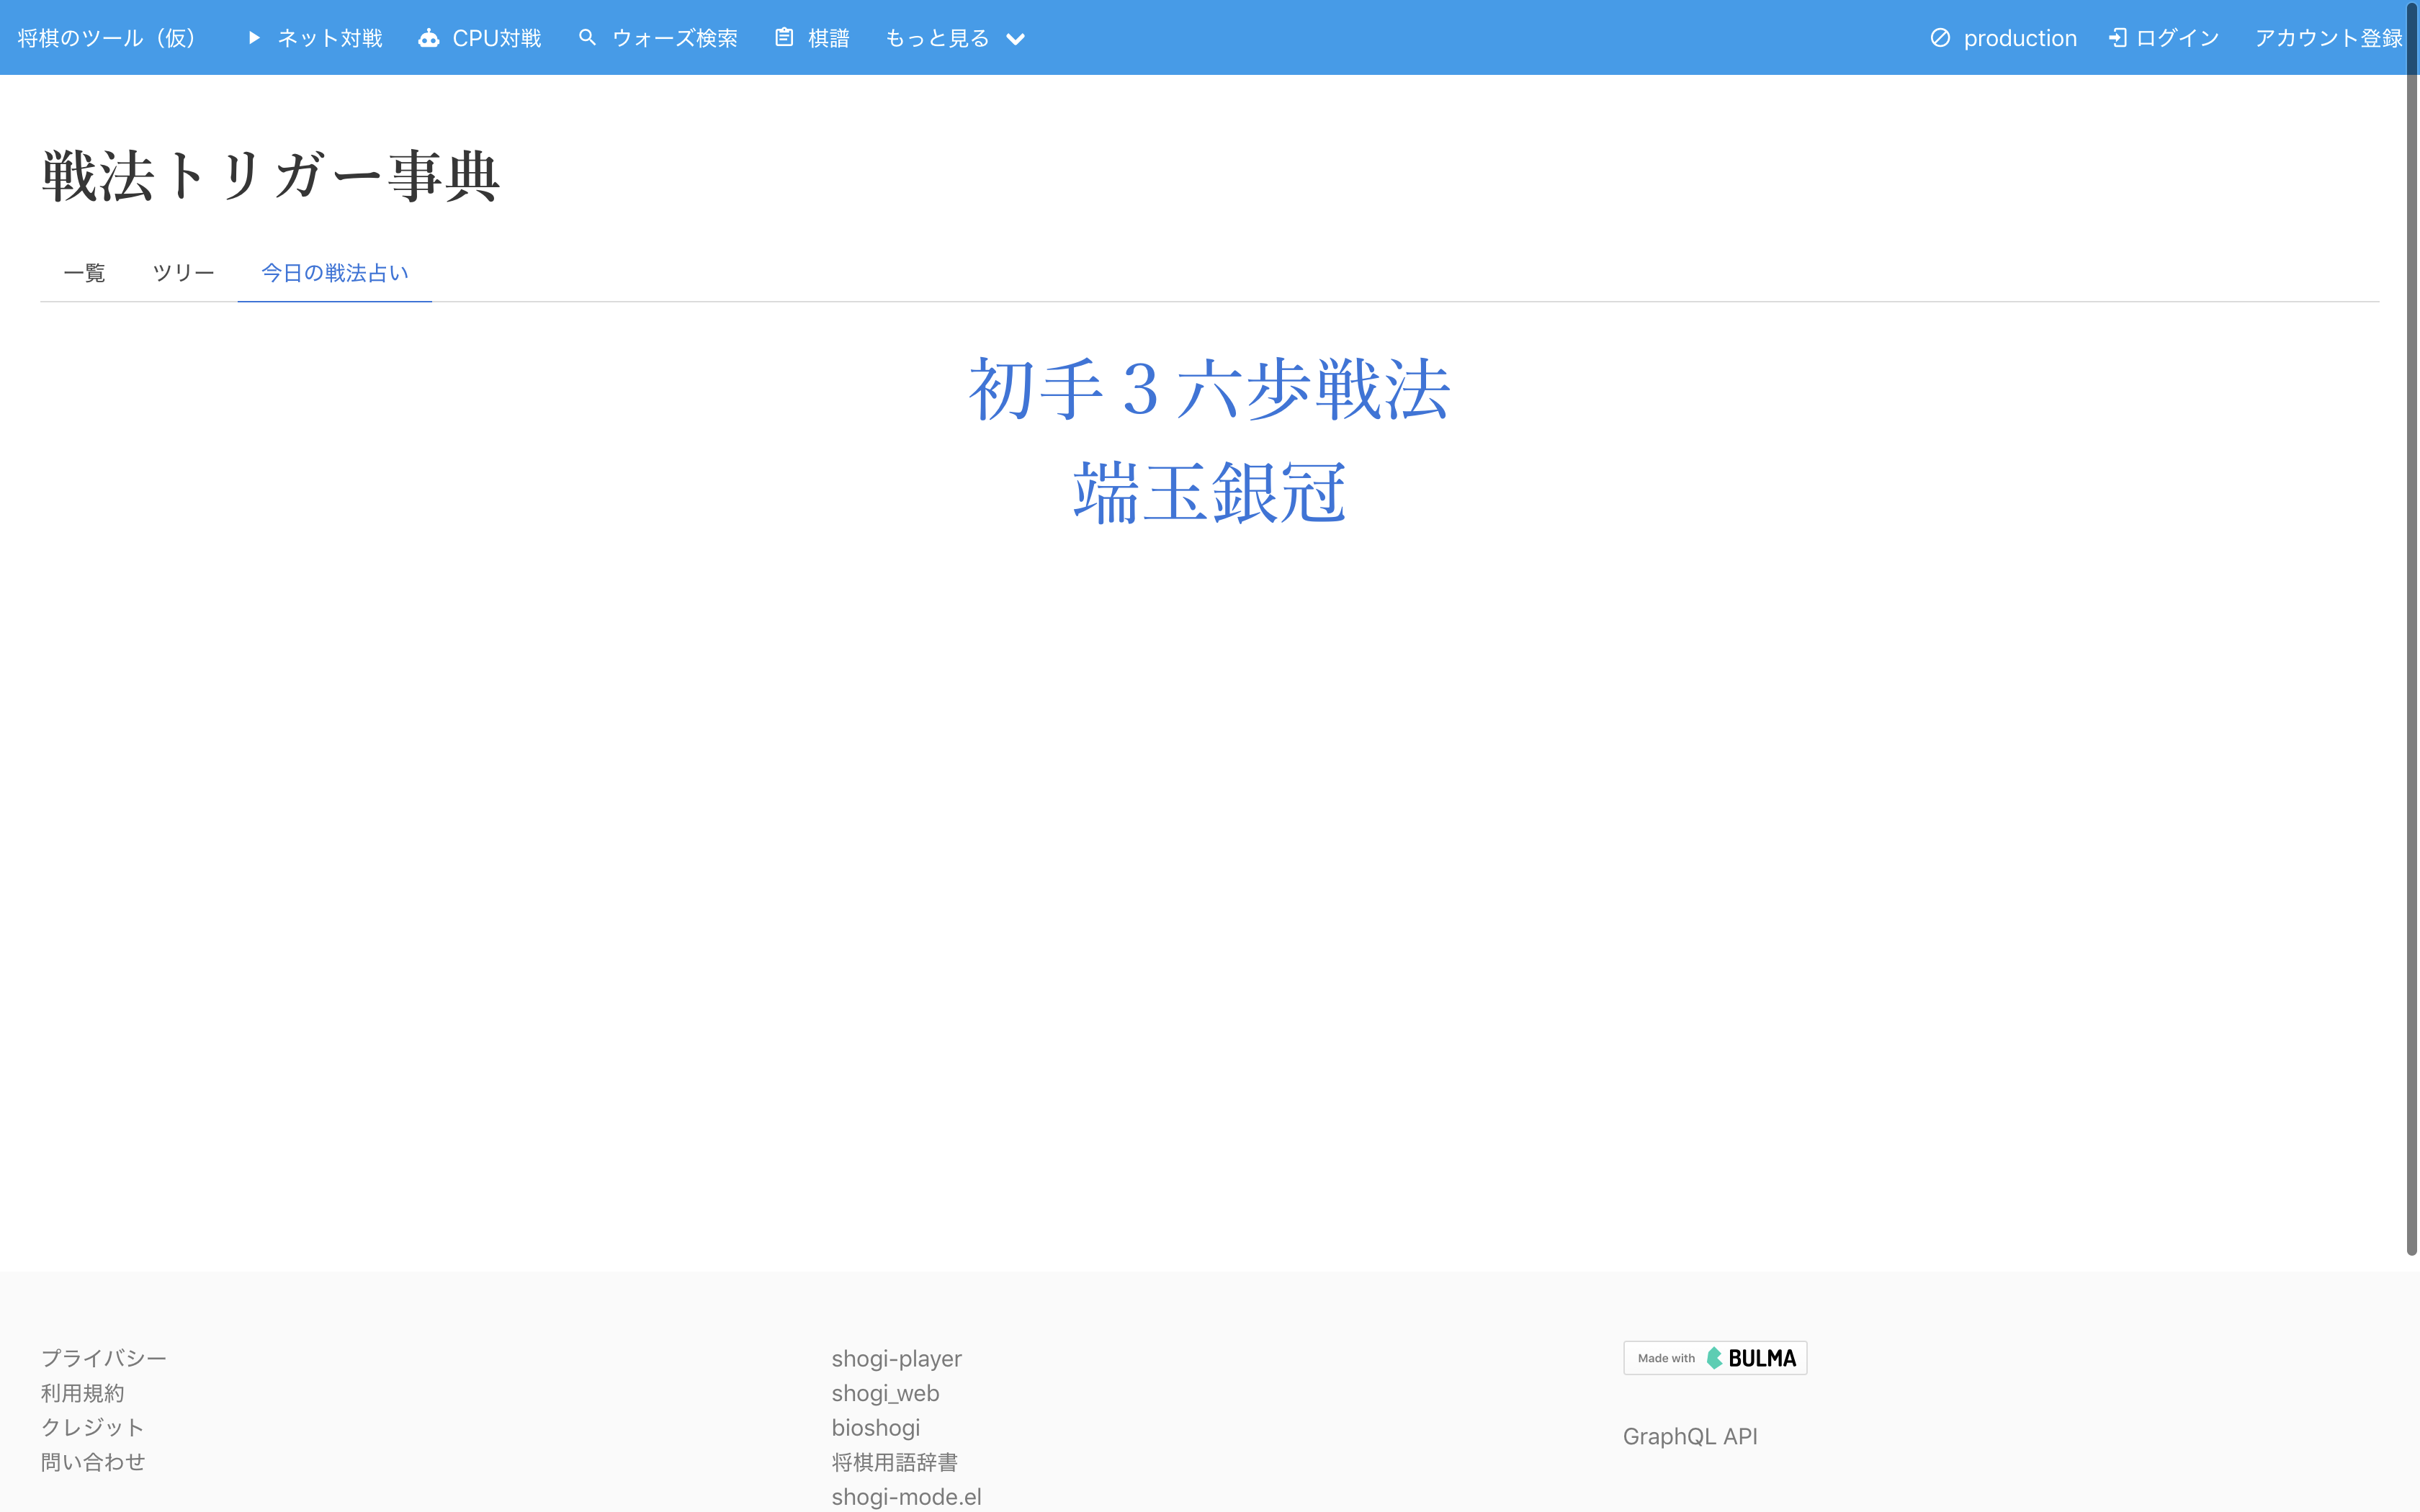 将棋のツール（仮） ネット対戦 CPU対戦 ウォーズ検索 棋譜 もっと見る production ログイン アカウント登録
戦法トリガー事典
一覧 ツリー 今日の戦法占い
初手３六歩戦法
端玉銀冠
プライバシー
利用規約
クレジット
問い合わせ
shogi-player
shogi_web
bioshogi
将棋用語辞書
shogi-mode.el
Made with BULMA
GraphQL API